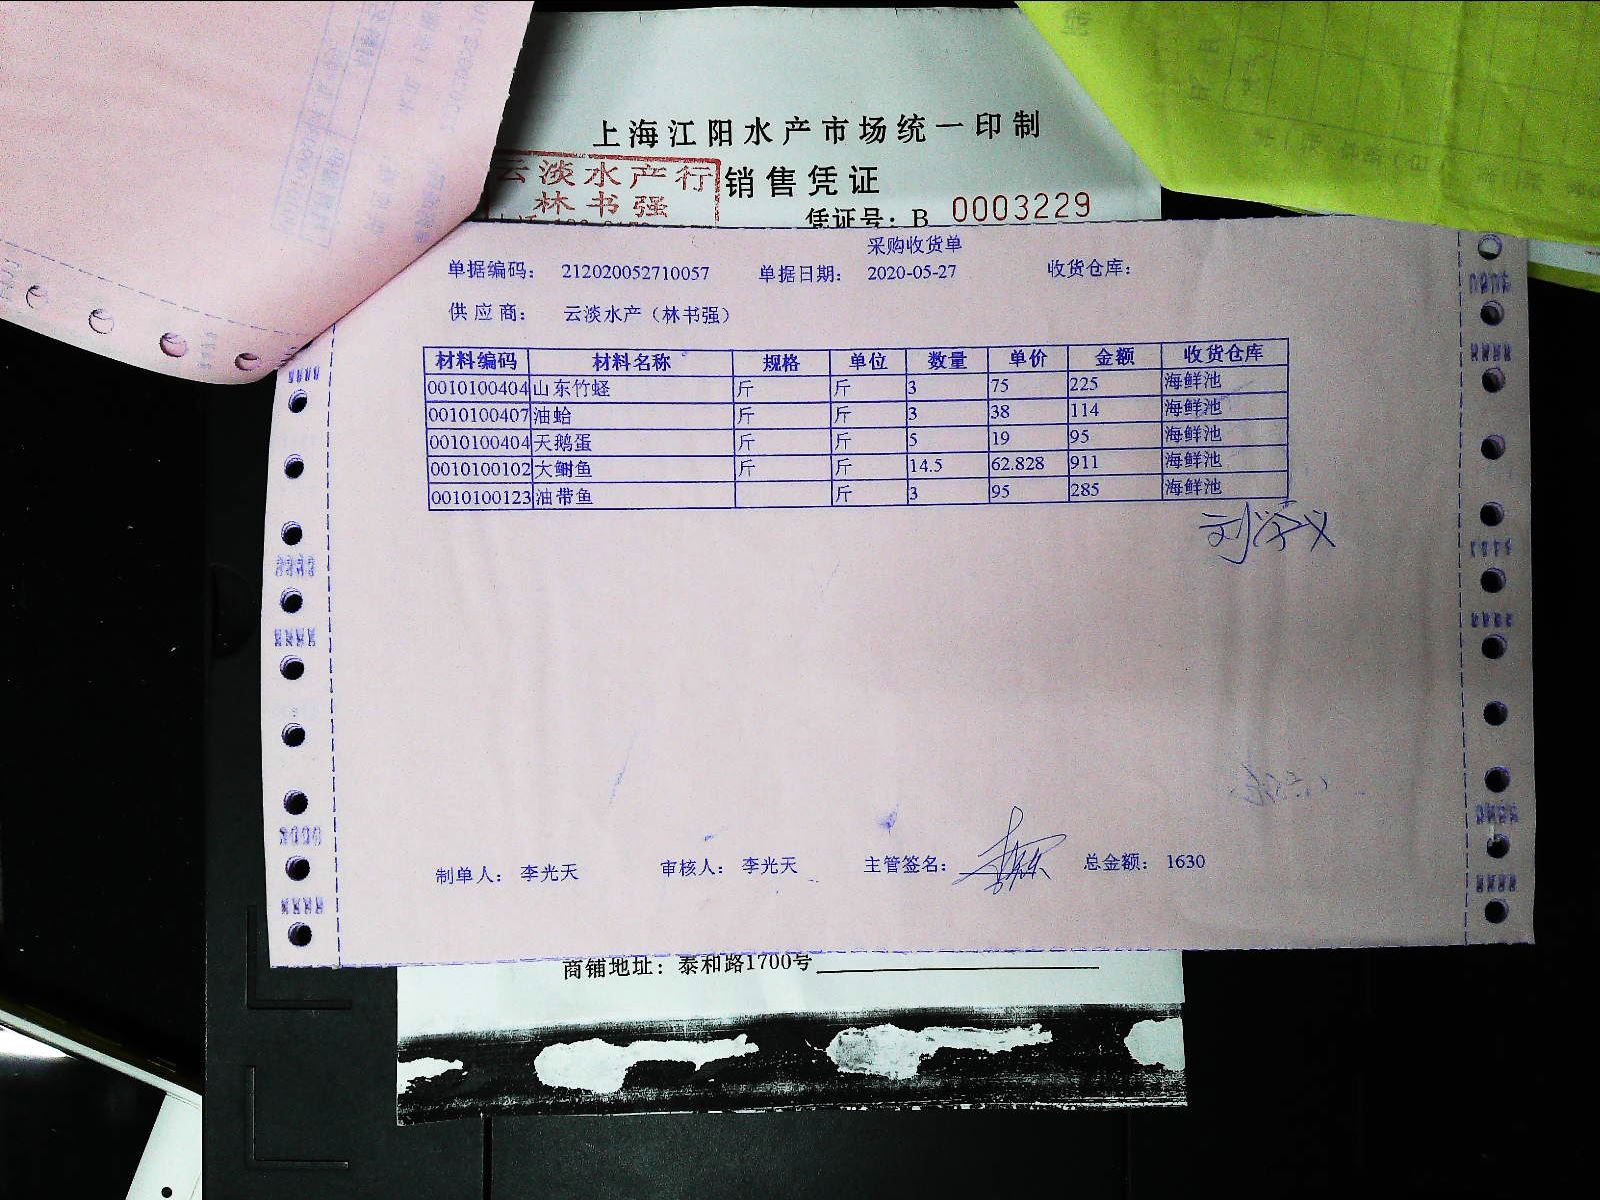 上海江阳水产市场统一印制
云淡水产行 销售凭证
林书强
凭证号：B 0003229
采购收货单
单据编码： 212020052710057 单据日期： 2020-05-27 收货仓库：
供应商： 云淡水产（林书强）
材料编码 材料名称 规格 单位 数量 单价 金额 收货仓库
0010100404 山东竹蛏 斤 斤 3 75 225 海鲜池
0010100407 油蛤 斤 斤 3 38 114 海鲜池
0010100404 天鹅蛋 斤 斤 5 19 95 海鲜池
0010100102 大鲥鱼 斤 斤 14.5 62.828 911 海鲜池
0010100123 油带鱼 斤 3 95 285 海鲜池
制单人： 李光天 审核人： 李光天 主管签名： 总金额： 1630
商铺地址：泰和路1700号